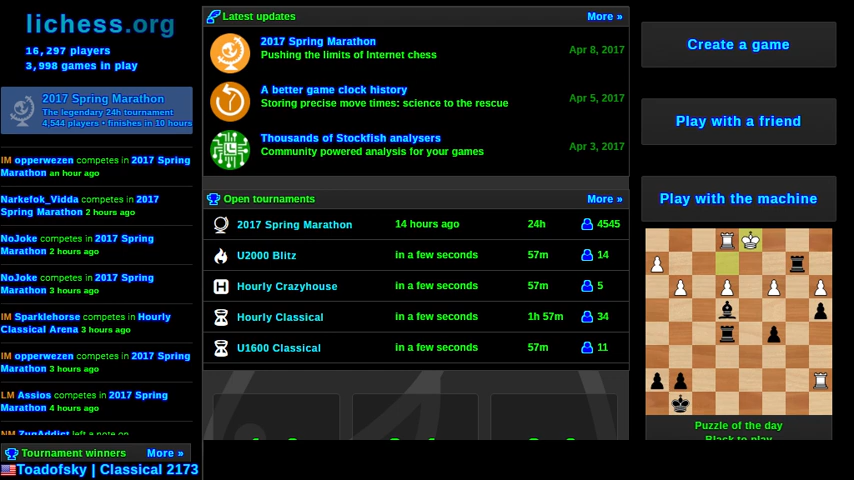 lichess.org
16,297 players
3,998 games in play
2017 Spring Marathon
The legendary 24h tournament
4,544 players • finishes in 10 hours
IM opperwezen competes in 2017 Spring
Marathon an hour ago
Narkefok_Vidda competes in 2017
Spring Marathon 2 hours ago
NoJoke competes in 2017 Spring
Marathon 2 hours ago
NoJoke competes in 2017 Spring
Marathon 3 hours ago
IM Sparklehorse competes in Hourly
Classical Arena 3 hours ago
IM opperwezen competes in 2017 Spring
Marathon 3 hours ago
LM Assios competes in 2017 Spring
Marathon 4 hours ago
NM ZugAddict left a note on
Tournament winners More »
Toadofsky | Classical 2173
Latest updates More »
2017 Spring Marathon Apr 8, 2017
Pushing the limits of Internet chess
A better game clock history Apr 5, 2017
Storing precise move times: science to the rescue
Thousands of Stockfish analysers Apr 3, 2017
Community powered analysis for your games
Open tournaments More »
2017 Spring Marathon 14 hours ago 24h 4545
U2000 Blitz in a few seconds 57m 14
Hourly Crazyhouse in a few seconds 57m 5
Hourly Classical in a few seconds 1h 57m 34
U1600 Classical in a few seconds 57m 11
Create a game
Play with a friend
Play with the machine
Puzzle of the day
Black to play